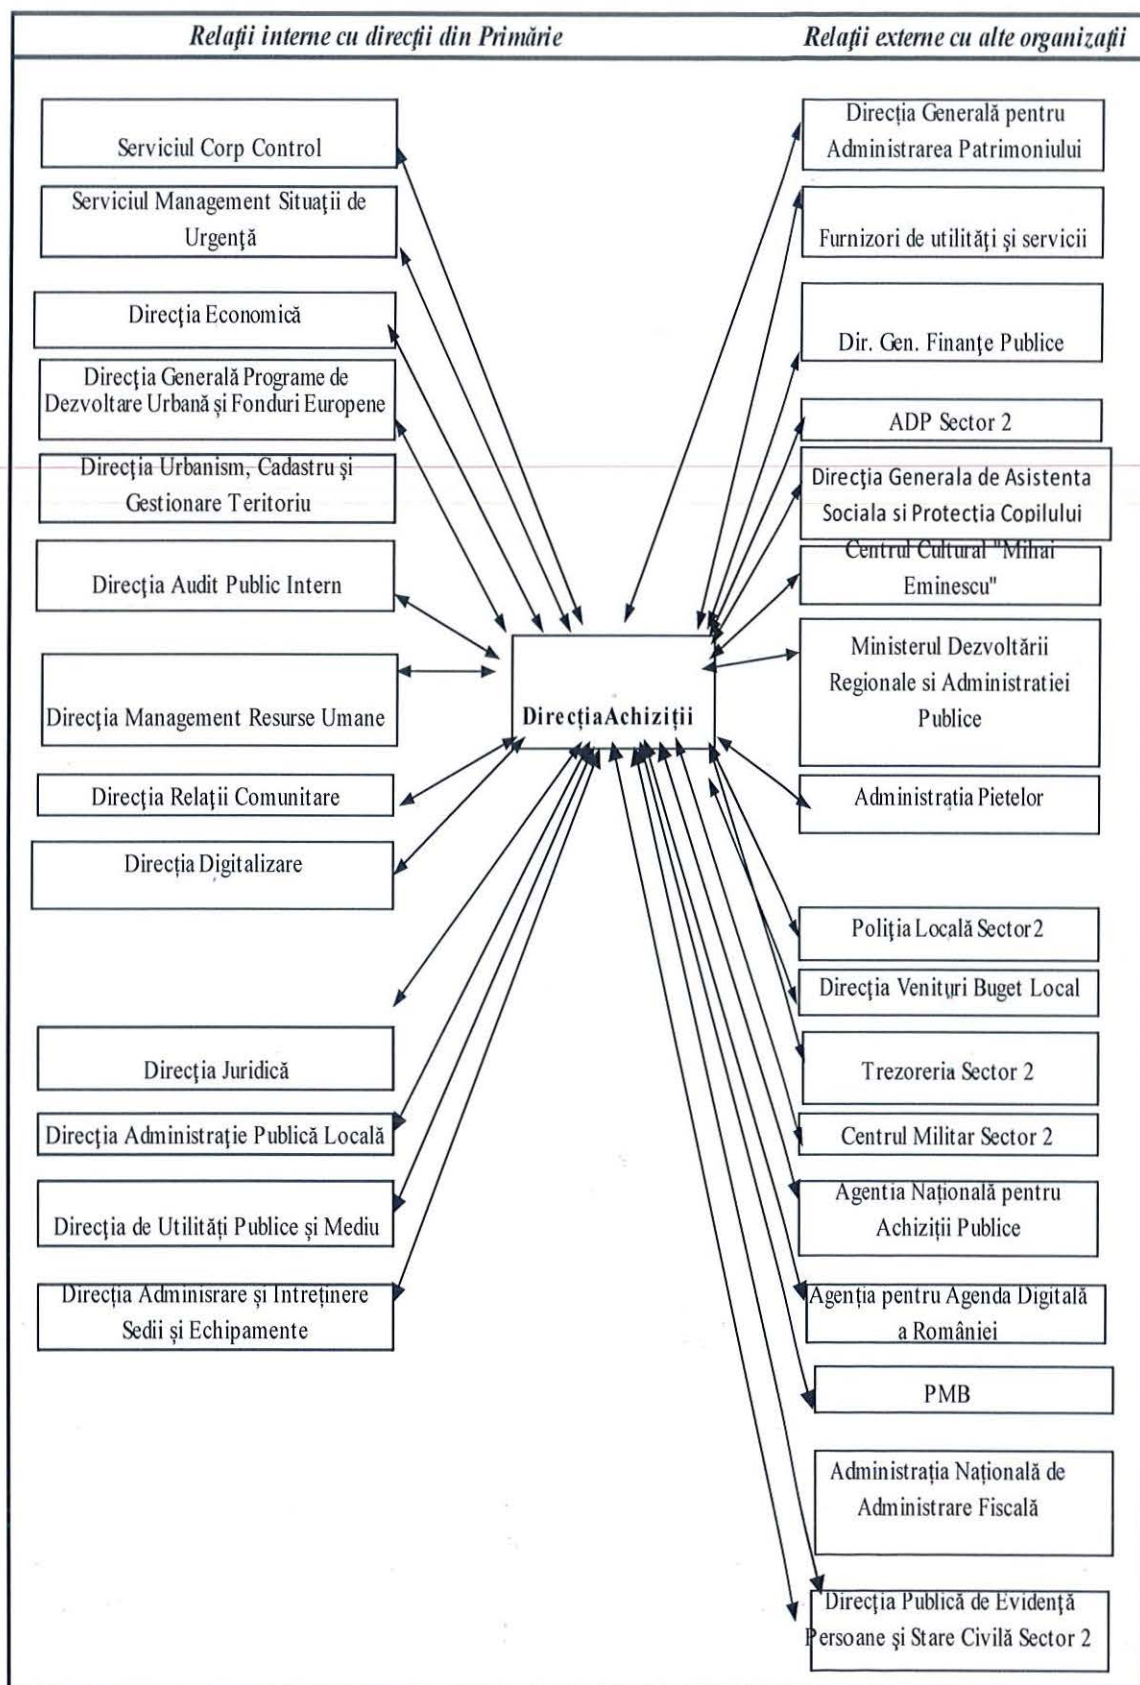 Relații interne cu direcții din Primărie
Relații externe cu alte organizații
Serviciul Corp Control
Serviciul Management Situații de
Urgență
Direcția Economică
Direcția Generală Programe de
Dezvoltare Urbană și Fonduri Europene
Direcția Urbanism, Cadastru și
Gestionare Teritoriu
Direcția Audit Public Intern
Direcția Management Resurse Umane
Direcția Relații Comunitare
Direcția Digitalizare
Direcția Juridică
Direcția Administrație Publică Locală
Direcția de Utilități Publice și Mediu
Direcția Adminisrare și Intreținere
Sedii și Echipamente
Direcția Achiziții
Direcția Generală pentru
Administrarea Patrimoniului
Furnizori de utilități și servicii
Dir. Gen. Finanțe Publice
ADP Sector 2
Direcția Generala de Asistenta
Sociala si Protectia Copilului
Centrul Cultural "Mihai
Eminescu"
Ministerul Dezvoltării
Regionale si Administratiei
Publice
Administrația Piețelor
Poliția Locală Sector 2
Direcția Venituri Buget Local
Trezoreria Sector 2
Centrul Militar Sector 2
Agentia Națională pentru
Achiziții Publice
Agenția pentru Agenda Digitală
a României
PMB
Administrația Națională de
Administrare Fiscală
Direcția Publică de Evidență
Persoane și Stare Civilă Sector 2